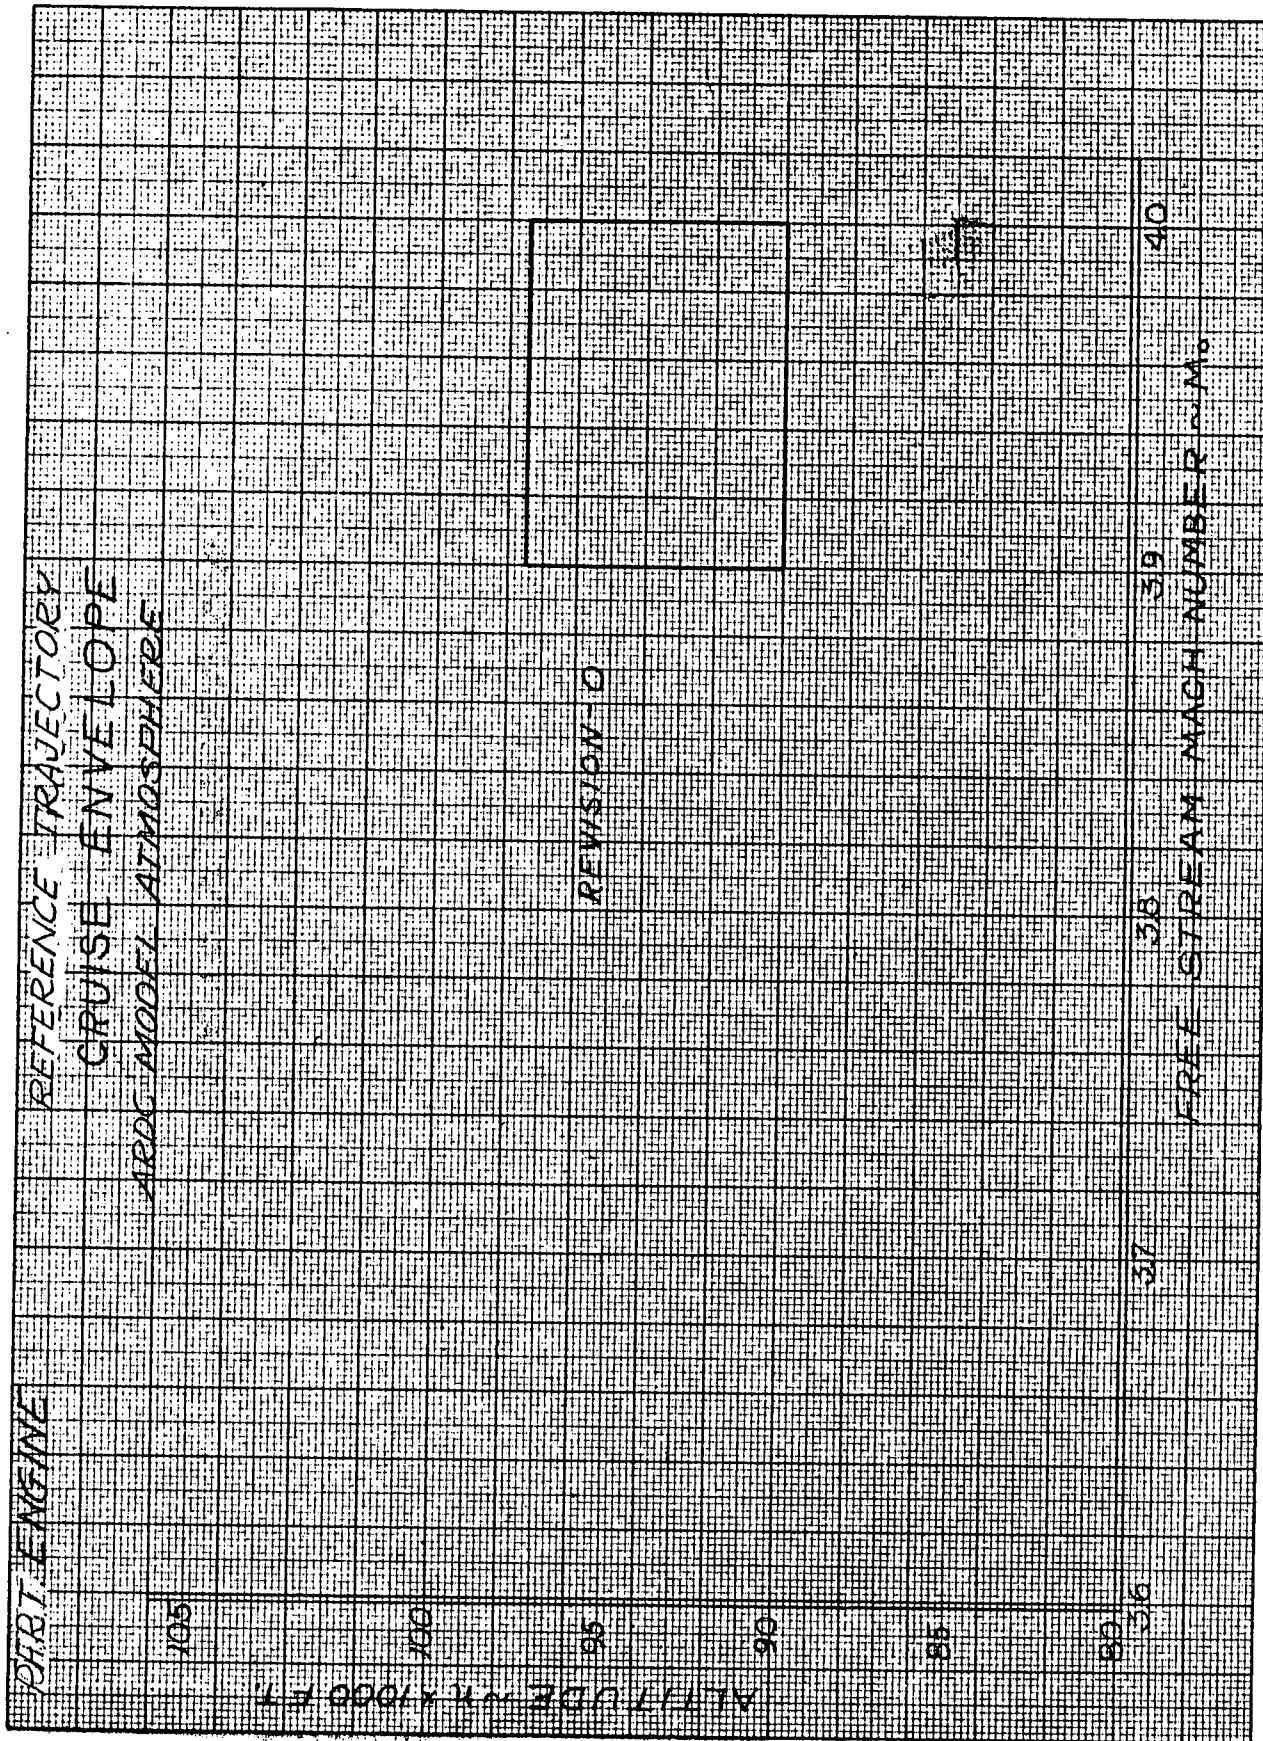 P.H.B.T. ENGINE
REFERENCE TRAJECTORY
CRUISE ENVELOPE
ARDC MODEL ATMOSPHERE
REVISION-O
ALTITUDE ~ h x 1000 FT.
105
100
95
90
85
80
3.6
3.7
3.8
3.9
4.0
FREE STREAM MACH NUMBER ~ M₀